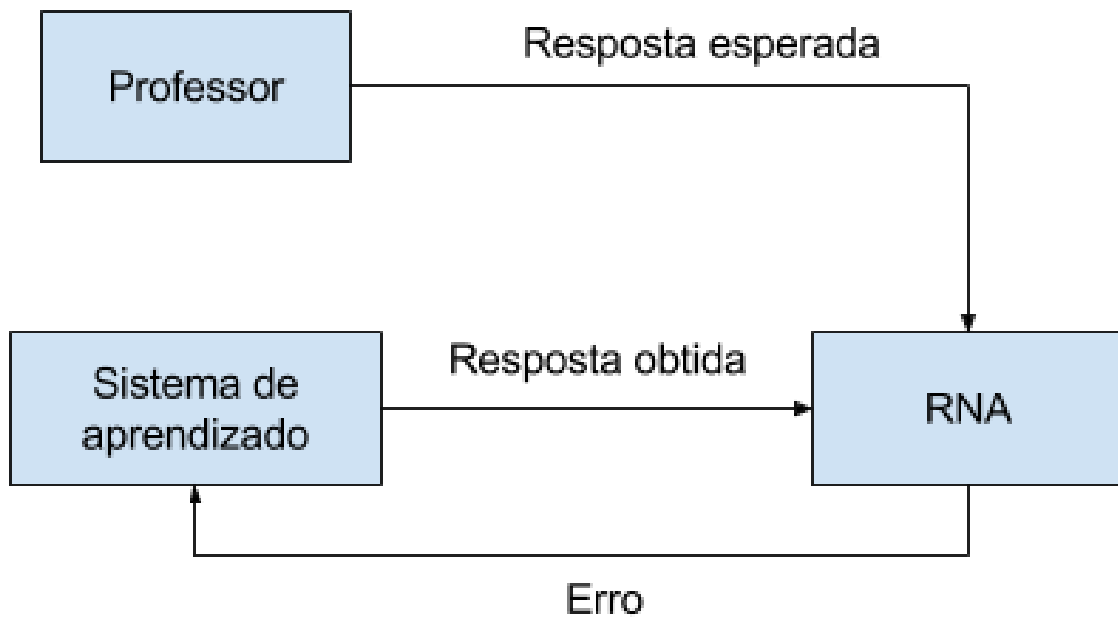 Resposta esperada
Professor
Resposta obtida
Sistema de
aprendizado
RNA
Erro